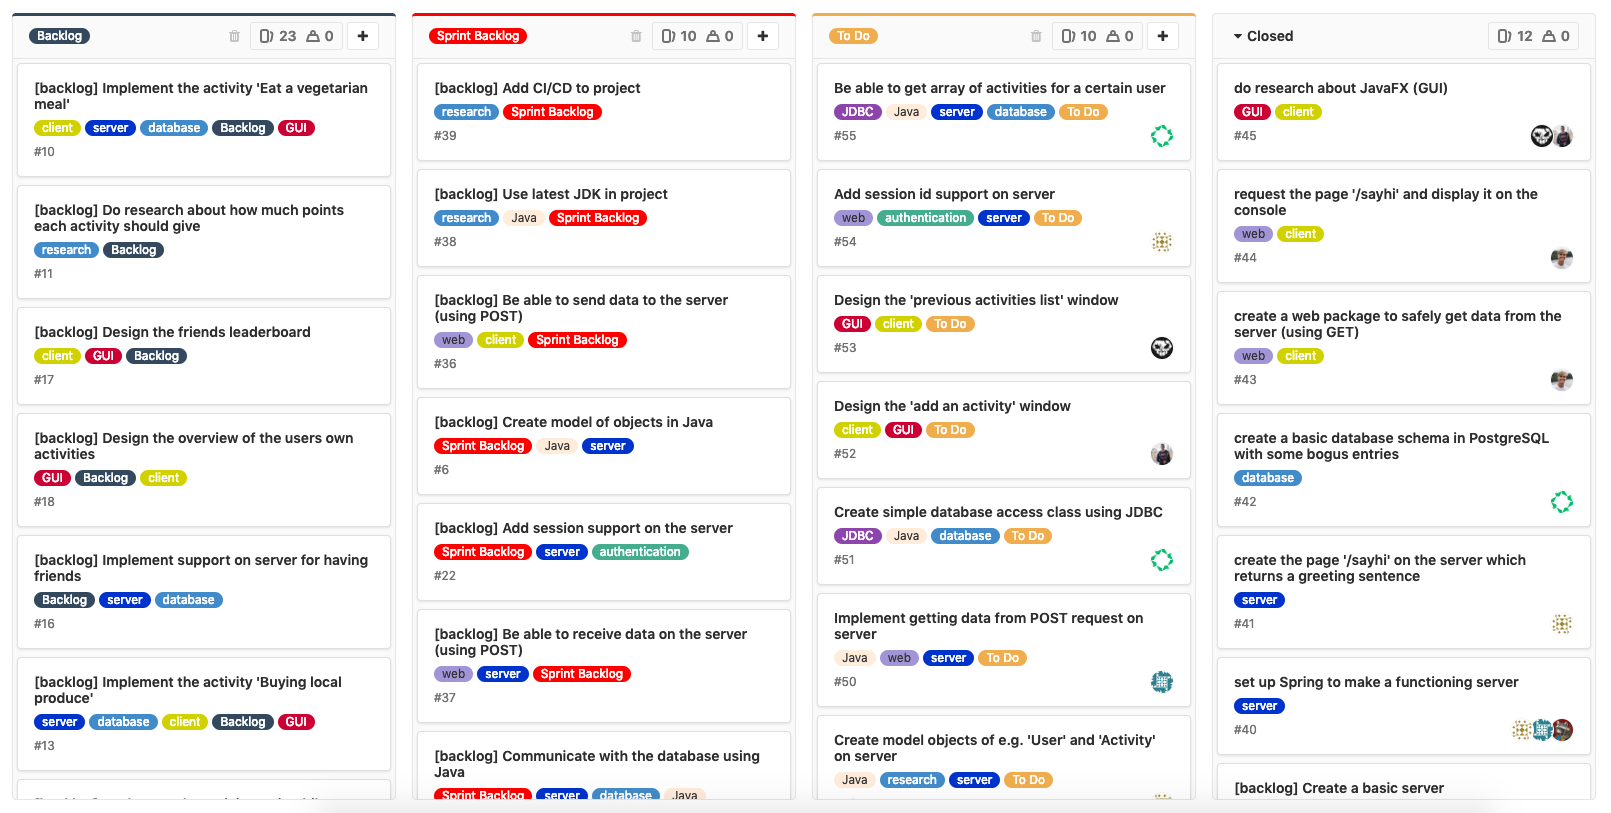 Backlog 23 0
[backlog] Implement the activity 'Eat a vegetarian
meal'
client server database Backlog GUI
#10
[backlog] Do research about how much points
each activity should give
research Backlog
#11
[backlog] Design the friends leaderboard
client GUI Backlog
#17
[backlog] Design the overview of the users own
activities
GUI Backlog client
#18
[backlog] Implement support on server for having
friends
Backlog server database
#16
[backlog] Implement the activity 'Buying local
produce'
server database client Backlog GUI
#13
Sprint Backlog 10 0
[backlog] Add CI/CD to project
research Sprint Backlog
#39
[backlog] Use latest JDK in project
research Java Sprint Backlog
#38
[backlog] Be able to send data to the server
(using POST)
web client Sprint Backlog
#36
[backlog] Create model of objects in Java
Sprint Backlog Java server
#6
[backlog] Add session support on the server
Sprint Backlog server authentication
#22
[backlog] Be able to receive data on the server
(using POST)
web server Sprint Backlog
#37
[backlog] Communicate with the database using
Java
Sprint Backlog server database Java
To Do 10 0
Be able to get array of activities for a certain user
JDBC Java server database To Do
#55
Add session id support on server
web authentication server To Do
#54
Design the 'previous activities list' window
GUI client To Do
#53
Design the 'add an activity' window
client GUI To Do
#52
Create simple database access class using JDBC
JDBC Java database To Do
#51
Implement getting data from POST request on
server
Java web server To Do
#50
Create model objects of e.g. 'User' and 'Activity'
on server
Java research server To Do
Closed 12 0
do research about JavaFX (GUI)
GUI client
#45
request the page '/sayhi' and display it on the
console
web client
#44
create a web package to safely get data from the
server (using GET)
web client
#43
create a basic database schema in PostgreSQL
with some bogus entries
database
#42
create the page '/sayhi' on the server which
returns a greeting sentence
server
#41
set up Spring to make a functioning server
server
#40
[backlog] Create a basic server